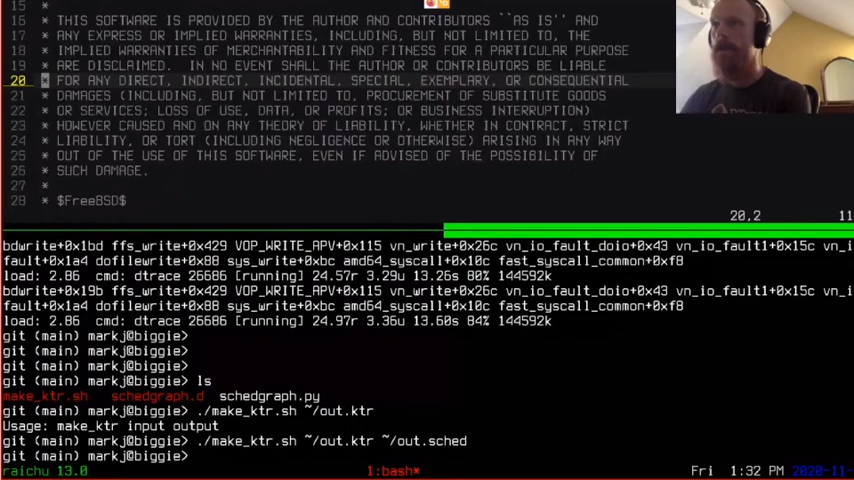 15 *
16 * THIS SOFTWARE IS PROVIDED BY THE AUTHOR AND CONTRIBUTORS ``AS IS'' AND
17 * ANY EXPRESS OR IMPLIED WARRANTIES, INCLUDING, BUT NOT LIMITED TO, THE
18 * IMPLIED WARRANTIES OF MERCHANTABILITY AND FITNESS FOR A PARTICULAR PURPOSE
19 * ARE DISCLAIMED.  IN NO EVENT SHALL THE AUTHOR OR CONTRIBUTORS BE LIABLE
20 * FOR ANY DIRECT, INDIRECT, INCIDENTAL, SPECIAL, EXEMPLARY, OR CONSEQUENTIAL
21 * DAMAGES (INCLUDING, BUT NOT LIMITED TO, PROCUREMENT OF SUBSTITUTE GOODS
22 * OR SERVICES; LOSS OF USE, DATA, OR PROFITS; OR BUSINESS INTERRUPTION)
23 * HOWEVER CAUSED AND ON ANY THEORY OF LIABILITY, WHETHER IN CONTRACT, STRICT
24 * LIABILITY, OR TORT (INCLUDING NEGLIGENCE OR OTHERWISE) ARISING IN ANY WAY
25 * OUT OF THE USE OF THIS SOFTWARE, EVEN IF ADVISED OF THE POSSIBILITY OF
26 * SUCH DAMAGE.
27 *
28 * $FreeBSD$
20,2 11
bdwrite+0x1bd ffs_write+0x429 VOP_WRITE_APV+0x115 vn_write+0x26c vn_io_fault_doio+0x43 vn_io_fault1+0x15c vn_i
fault+0x1a4 dofilewrite+0x88 sys_write+0xbc amd64_syscall+0x10c fast_syscall_common+0xf8
load: 2.86  cmd: dtrace 26686 [running] 24.57r 3.29u 13.26s 80% 144592k
bdwrite+0x19b ffs_write+0x429 VOP_WRITE_APV+0x115 vn_write+0x26c vn_io_fault_doio+0x43 vn_io_fault1+0x15c vn_i
fault+0x1a4 dofilewrite+0x88 sys_write+0xbc amd64_syscall+0x10c fast_syscall_common+0xf8
load: 2.86  cmd: dtrace 26686 [running] 24.97r 3.36u 13.60s 84% 144592k
git (main) markj@biggie>
git (main) markj@biggie>
git (main) markj@biggie>
git (main) markj@biggie> ls
make_ktr.sh   schedgraph.d  schedgraph.py
git (main) markj@biggie> ./make_ktr.sh ~/out.ktr
Usage: make_ktr input output
git (main) markj@biggie> ./make_ktr.sh ~/out.ktr ~/out.sched
git (main) markj@biggie>
raichu 13.0 1:bash* Fri  1:32 PM 2020-11-